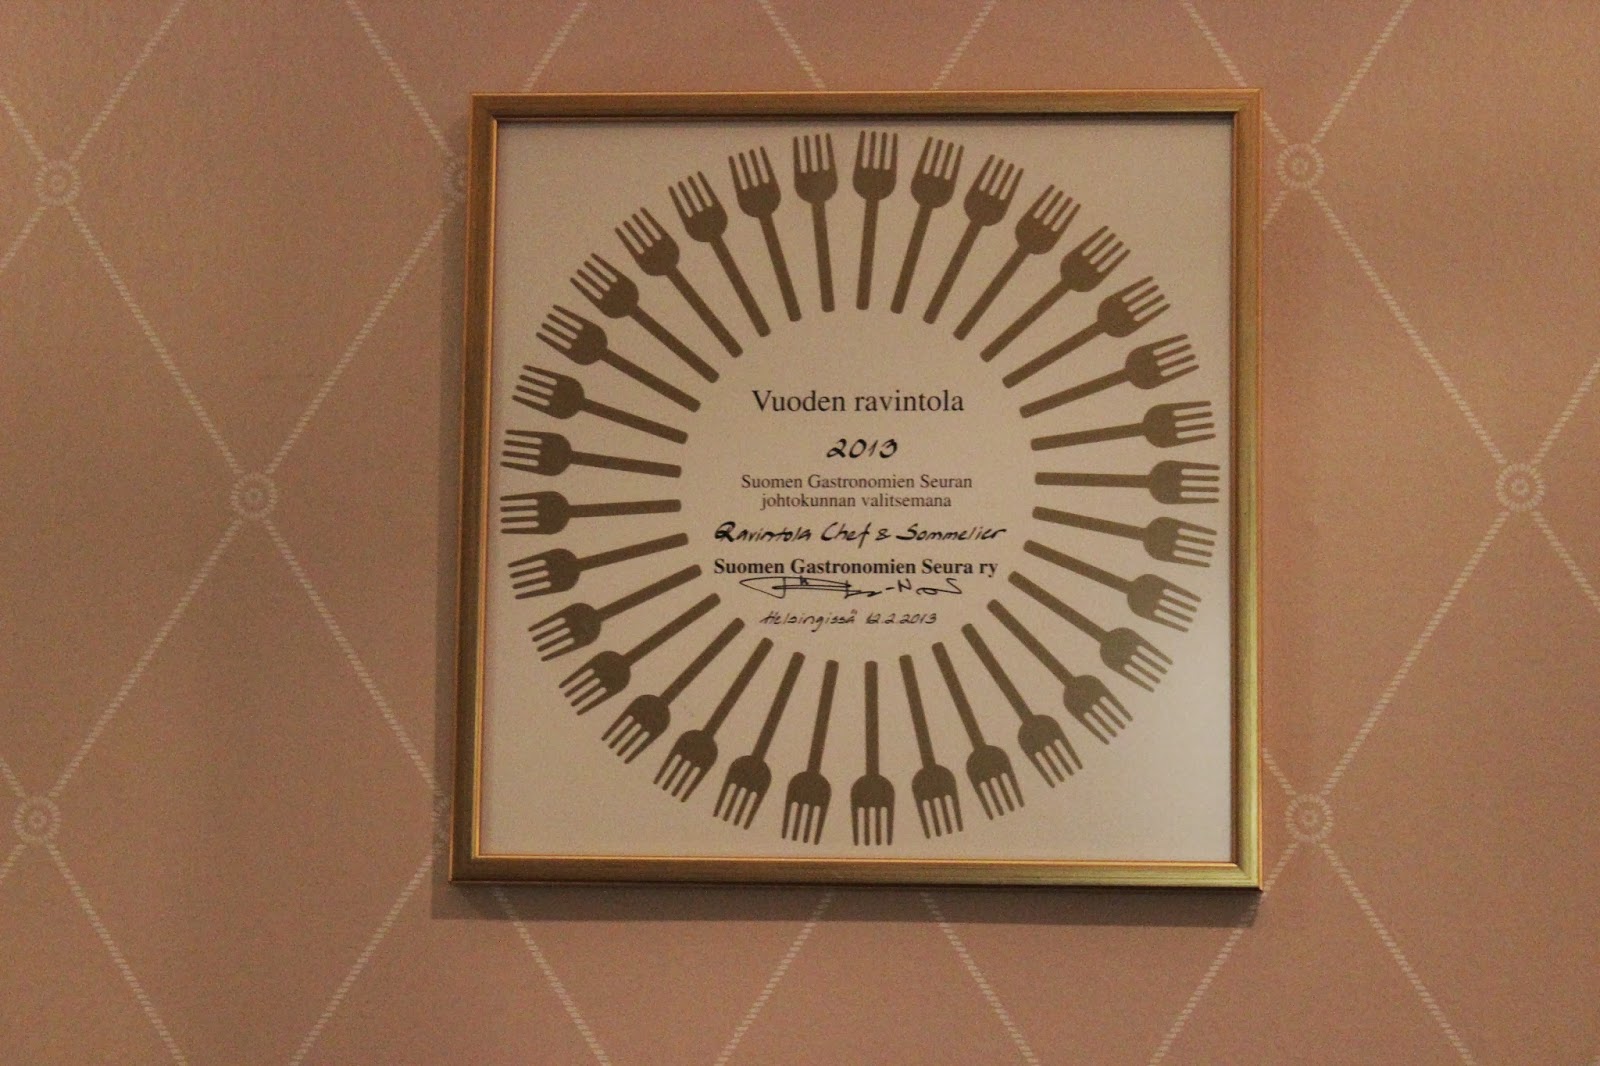 Vuoden ravintola
2013
Suomen Gastronomien Seuran
johtokunnan valitsemana
Ravintola Chef & Sommelier
Suomen Gastronomien Seura ry
Helsingissä 12.2.2013